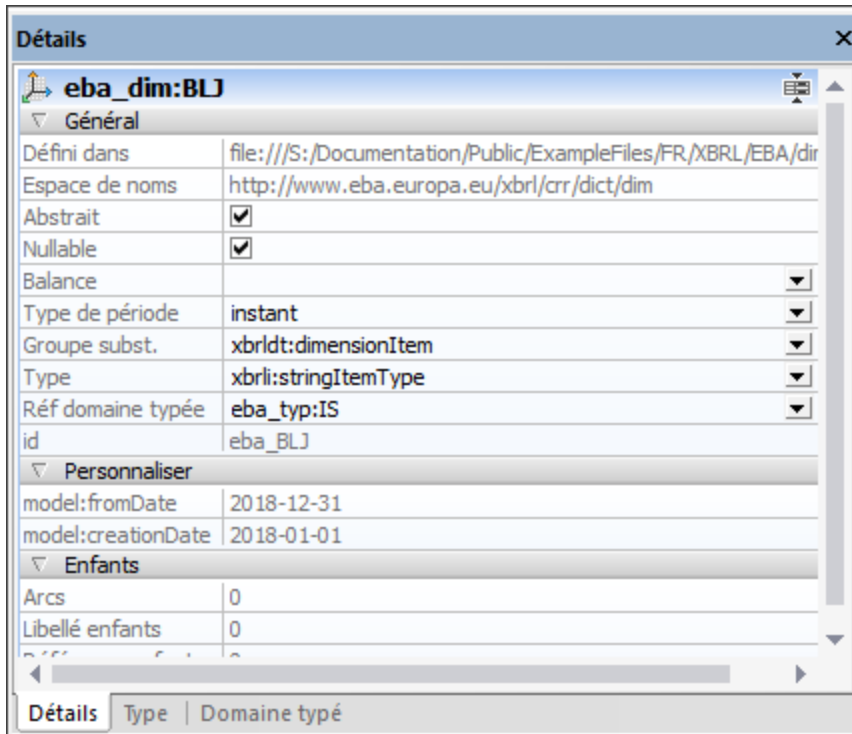 Détails
eba_dim:BLJ
Général
Défini dans file:///S:/Documentation/Public/ExampleFiles/FR/XBRL/EBA/dir
Espace de noms http://www.eba.europa.eu/xbrl/crr/dict/dim
Abstrait
Nullable
Balance
Type de période instant
Groupe subst. xbrldt:dimensionItem
Type xbrli:stringItemType
Réf domaine typée eba_typ:IS
id eba_BLJ
Personnaliser
model:fromDate 2018-12-31
model:creationDate 2018-01-01
Enfants
Arcs 0
Libellé enfants 0
Détails Type | Domaine typé